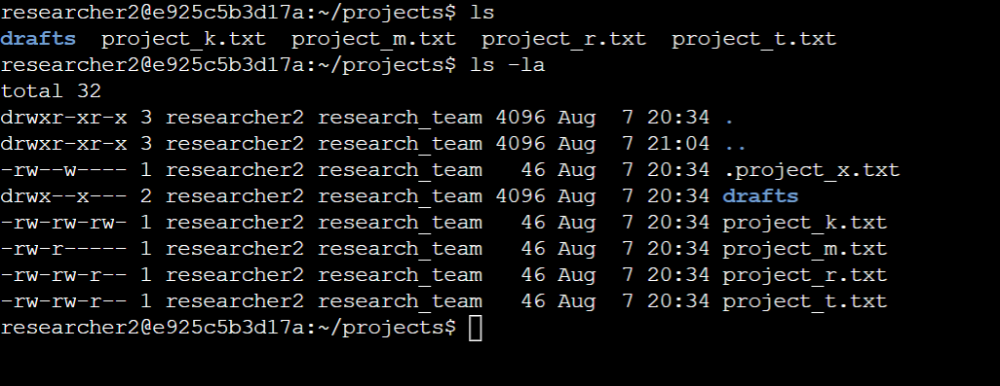 researcher2@e925c5b3d17a:~/projects$ ls
drafts  project_k.txt  project_m.txt  project_r.txt  project_t.txt
researcher2@e925c5b3d17a:~/projects$ ls -la
total 32
drwxr-xr-x 3 researcher2 research_team 4096 Aug  7 20:34 .
drwxr-xr-x 3 researcher2 research_team 4096 Aug  7 21:04 ..
-rw--w---- 1 researcher2 research_team   46 Aug  7 20:34 .project_x.txt
drwx--x--- 2 researcher2 research_team 4096 Aug  7 20:34 drafts
-rw-rw-rw- 1 researcher2 research_team   46 Aug  7 20:34 project_k.txt
-rw-r----- 1 researcher2 research_team   46 Aug  7 20:34 project_m.txt
-rw-rw-r-- 1 researcher2 research_team   46 Aug  7 20:34 project_r.txt
-rw-rw-r-- 1 researcher2 research_team   46 Aug  7 20:34 project_t.txt
researcher2@e925c5b3d17a:~/projects$